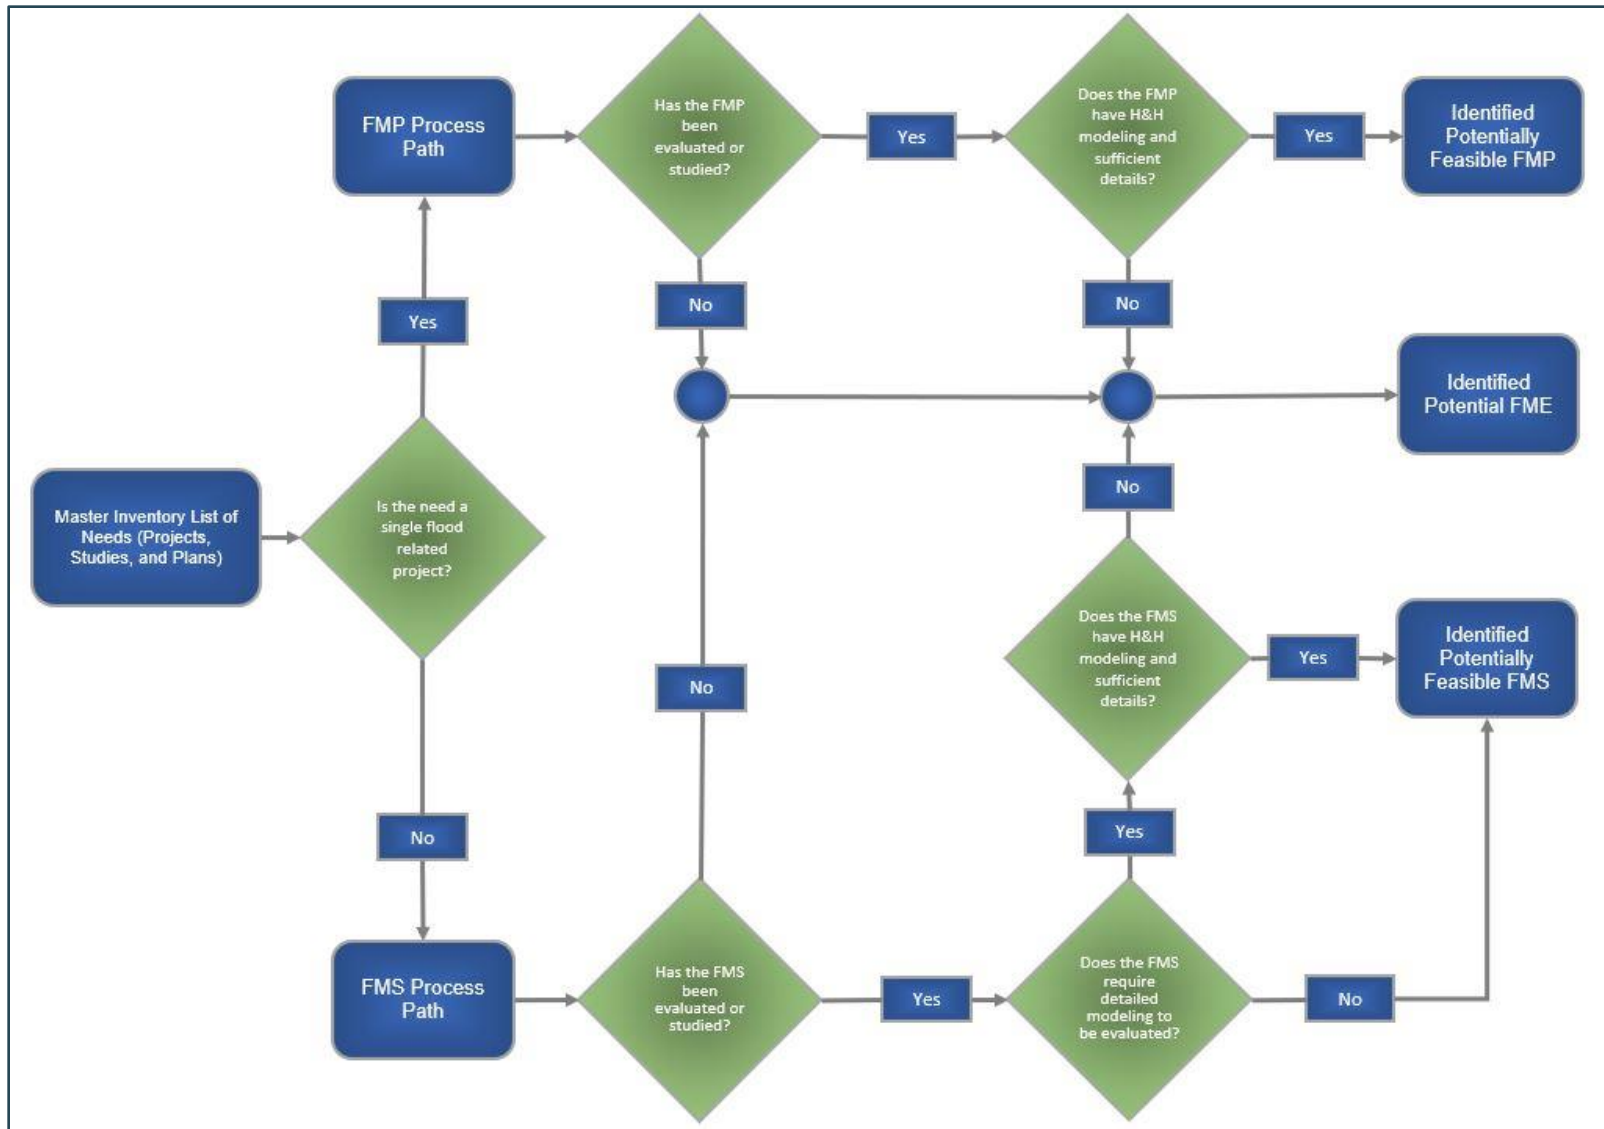 FMP Process
Path
Has the FMP
been
evaluated or
studied?
Yes
Does the FMP
have H&H
modeling and
sufficient
details?
Yes
Identified
Potentially
Feasible FMP
Yes
No
No
Identified
Potential FME
Master Inventory List of
Needs (Projects,
Studies, and Plans)
Is the need a
single flood
related
project?
No
Does the FMS
have H&H
modeling and
sufficient
details?
Yes
Identified
Potentially
Feasible FMS
No
No
Yes
FMS Process
Path
Has the FMS
been
evaluated or
studied?
Yes
Does the FMS
require
detailed
modeling to
be evaluated?
No